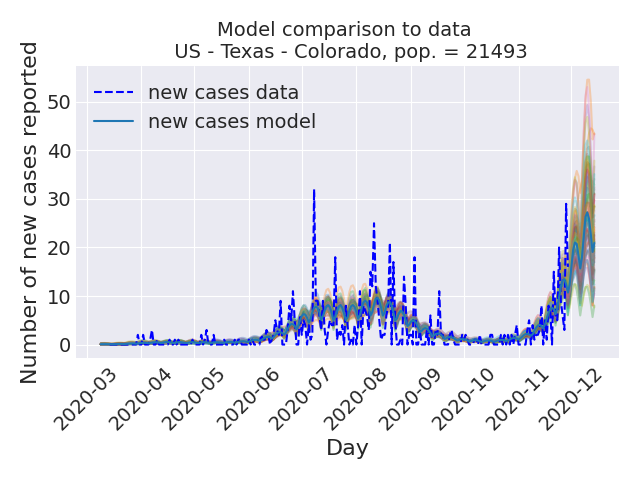 Model comparison to data
US - Texas - Colorado, pop. = 21493
Number of new cases reported
50
40
30
20
10
0
new cases data
new cases model
2020-03
2020-04
2020-05
2020-06
2020-07
2020-08
2020-09
2020-10
2020-11
2020-12
Day